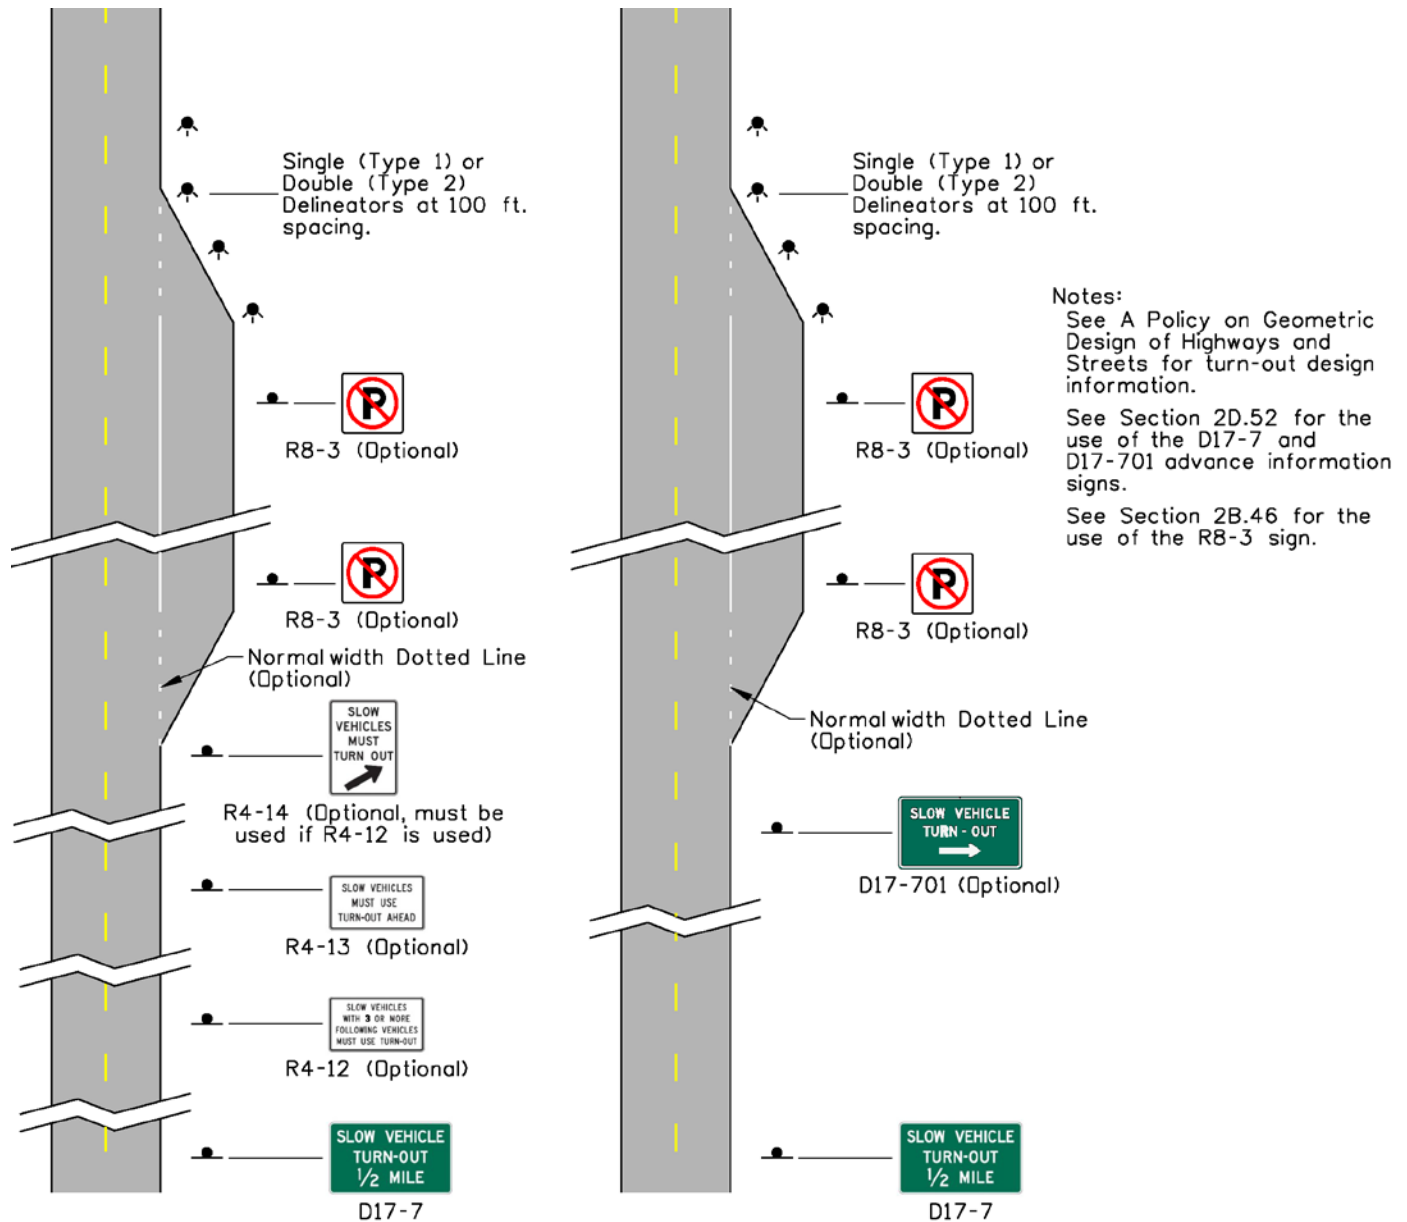 Single (Type 1) or
Double (Type 2)
Delineators at 100 ft.
spacing.
R8-3 (Optional)
R8-3 (Optional)
Normal width Dotted Line
(Optional)
SLOW
VEHICLES
MUST
TURN OUT
R4-14 (Optional, must be
used if R4-12 is used)
SLOW VEHICLES
MUST USE
TURN-OUT AHEAD
R4-13 (Optional)
SLOW VEHICLES
WITH 3 OR MORE
FOLLOWING VEHICLES
MUST USE TURN-OUT
R4-12 (Optional)
SLOW VEHICLE
TURN-OUT
1/2 MILE
D17-7
Single (Type 1) or
Double (Type 2)
Delineators at 100 ft.
spacing.
P
R8-3 (Optional)
P
R8-3 (Optional)
Normal width Dotted Line
(Optional)
SLOW VEHICLE
TURN-OUT
D17-701 (Optional)
SLOW VEHICLE
TURN-OUT
1/2 MILE
D17-7
Notes:
See A Policy on Geometric
Design of Highways and
Streets for turn-out design
information.
See Section 2D.52 for the
use of the D17-7 and
D17-701 advance information
signs.
See Section 2B.46 for the
use of the R8-3 sign.